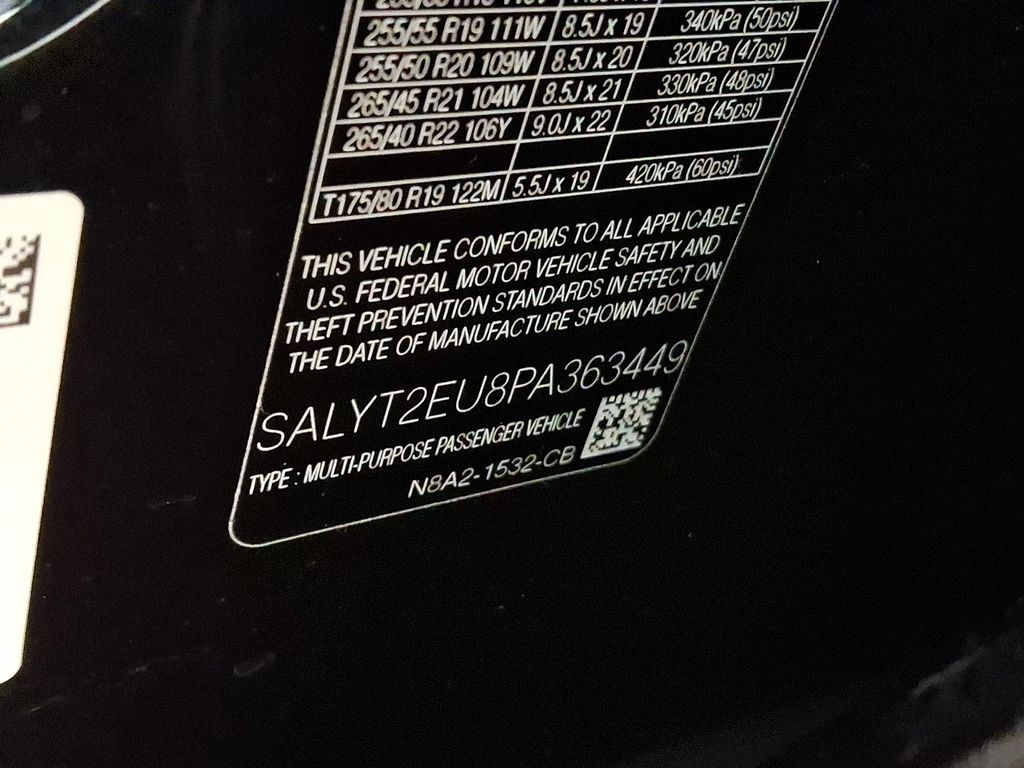 255/55 R19 111W 8.5J x 19 340kPa (50psi)
255/50 R20 109W 8.5J x 20 320kPa (47psi)
265/45 R21 104W 8.5J x 21 330kPa (48psi)
265/40 R22 106Y 9.0J x 22 310kPa (45psi)
T175/80 R19 122M 5.5J x 19 420kPa (60psi)
THIS VEHICLE CONFORMS TO ALL APPLICABLE
U.S. FEDERAL MOTOR VEHICLE SAFETY AND
THEFT PREVENTION STANDARDS IN EFFECT ON
THE DATE OF MANUFACTURE SHOWN ABOVE
SALYT2EU8PA363449
TYPE : MULTI-PURPOSE PASSENGER VEHICLE
N8A2-1532-CB